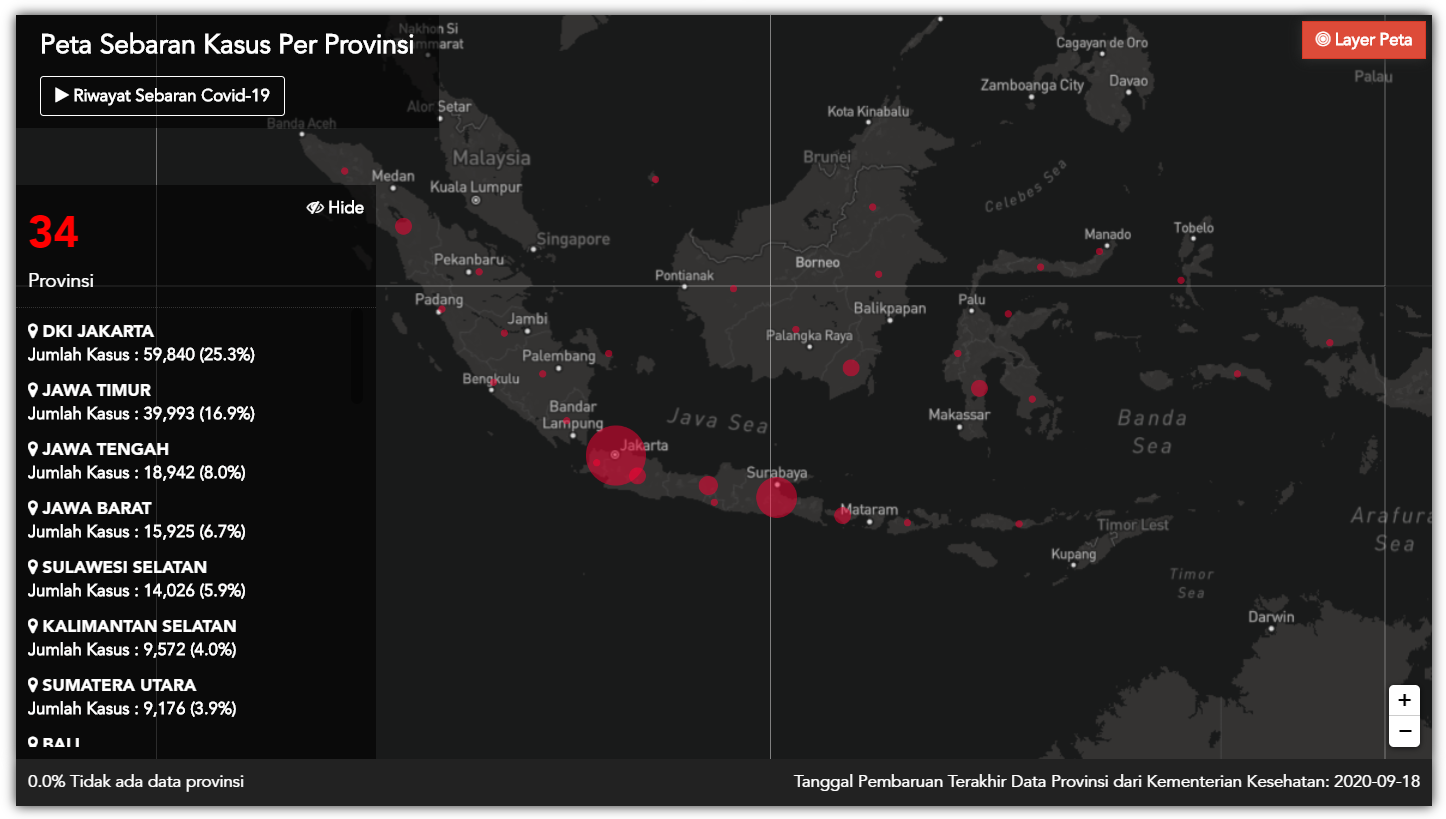 Peta Sebaran Kasus Per Provinsi
Riwayat Sebaran Covid-19
Layer Peta
Hide
34
Provinsi
DKI JAKARTA
Jumlah Kasus : 59,840 (25.3%)
JAWA TIMUR
Jumlah Kasus : 39,993 (16.9%)
JAWA TENGAH
Jumlah Kasus : 18,942 (8.0%)
JAWA BARAT
Jumlah Kasus : 15,925 (6.7%)
SULAWESI SELATAN
Jumlah Kasus : 14,026 (5.9%)
KALIMANTAN SELATAN
Jumlah Kasus : 9,572 (4.0%)
SUMATERA UTARA
Jumlah Kasus : 9,176 (3.9%)
BALI
Nakhon Si
Alor Setar
Banda Aceh
Malaysia
Medan
Kuala Lumpur
Singapore
Pekanbaru
Padang
Jambi
Palembang
Bengkulu
Bandar
Lampung
Jakarta
Java Sea
Surabaya
Mataram
Pontianak
Borneo
Brunei
Kota Kinabalu
Palangka Raya
Balikpapan
Palu
Makassar
Manado
Tobelo
Celebes Sea
Zamboanga City
Cagayan de Oro
Davao
Palau
Banda
Sea
Timor Lest
Kupang
Timor
Sea
Arafura
Sea
Darwin
+
−
0.0% Tidak ada data provinsi
Tanggal Pembaruan Terakhir Data Provinsi dari Kementerian Kesehatan: 2020-09-18